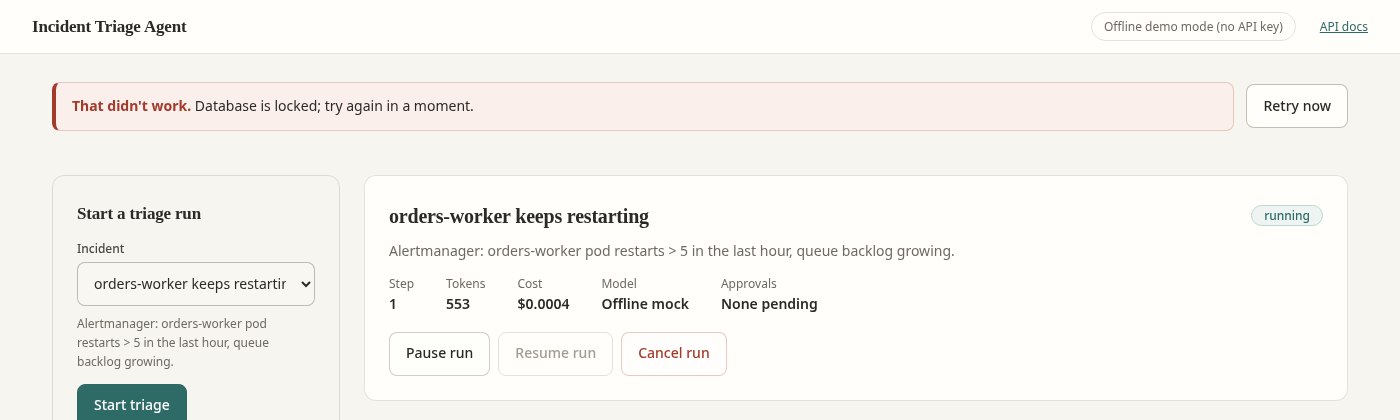 Incident Triage Agent
Offline demo mode (no API key)
API docs
That didn't work. Database is locked; try again in a moment.
Retry now
Start a triage run
Incident
orders-worker keeps restartin
Alertmanager: orders-worker pod
restarts > 5 in the last hour, queue
backlog growing.
Start triage
orders-worker keeps restarting
running
Alertmanager: orders-worker pod restarts > 5 in the last hour, queue backlog growing.
Step Tokens Cost Model Approvals
1 553 $0.0004 Offline mock None pending
Pause run Resume run Cancel run